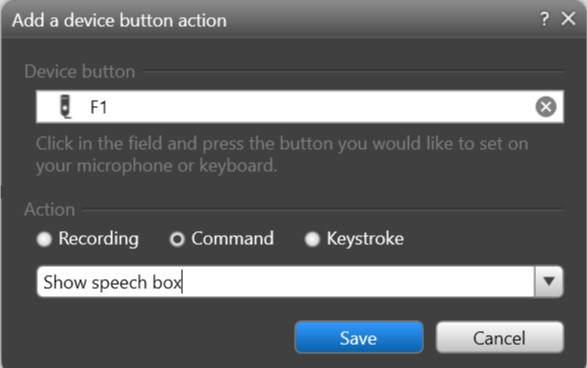 Add a device button action ?
Device button
F1
Click in the field and press the button you would like to set on
your microphone or keyboard.
Action
Recording Command Keystroke
Show speech box
Save Cancel